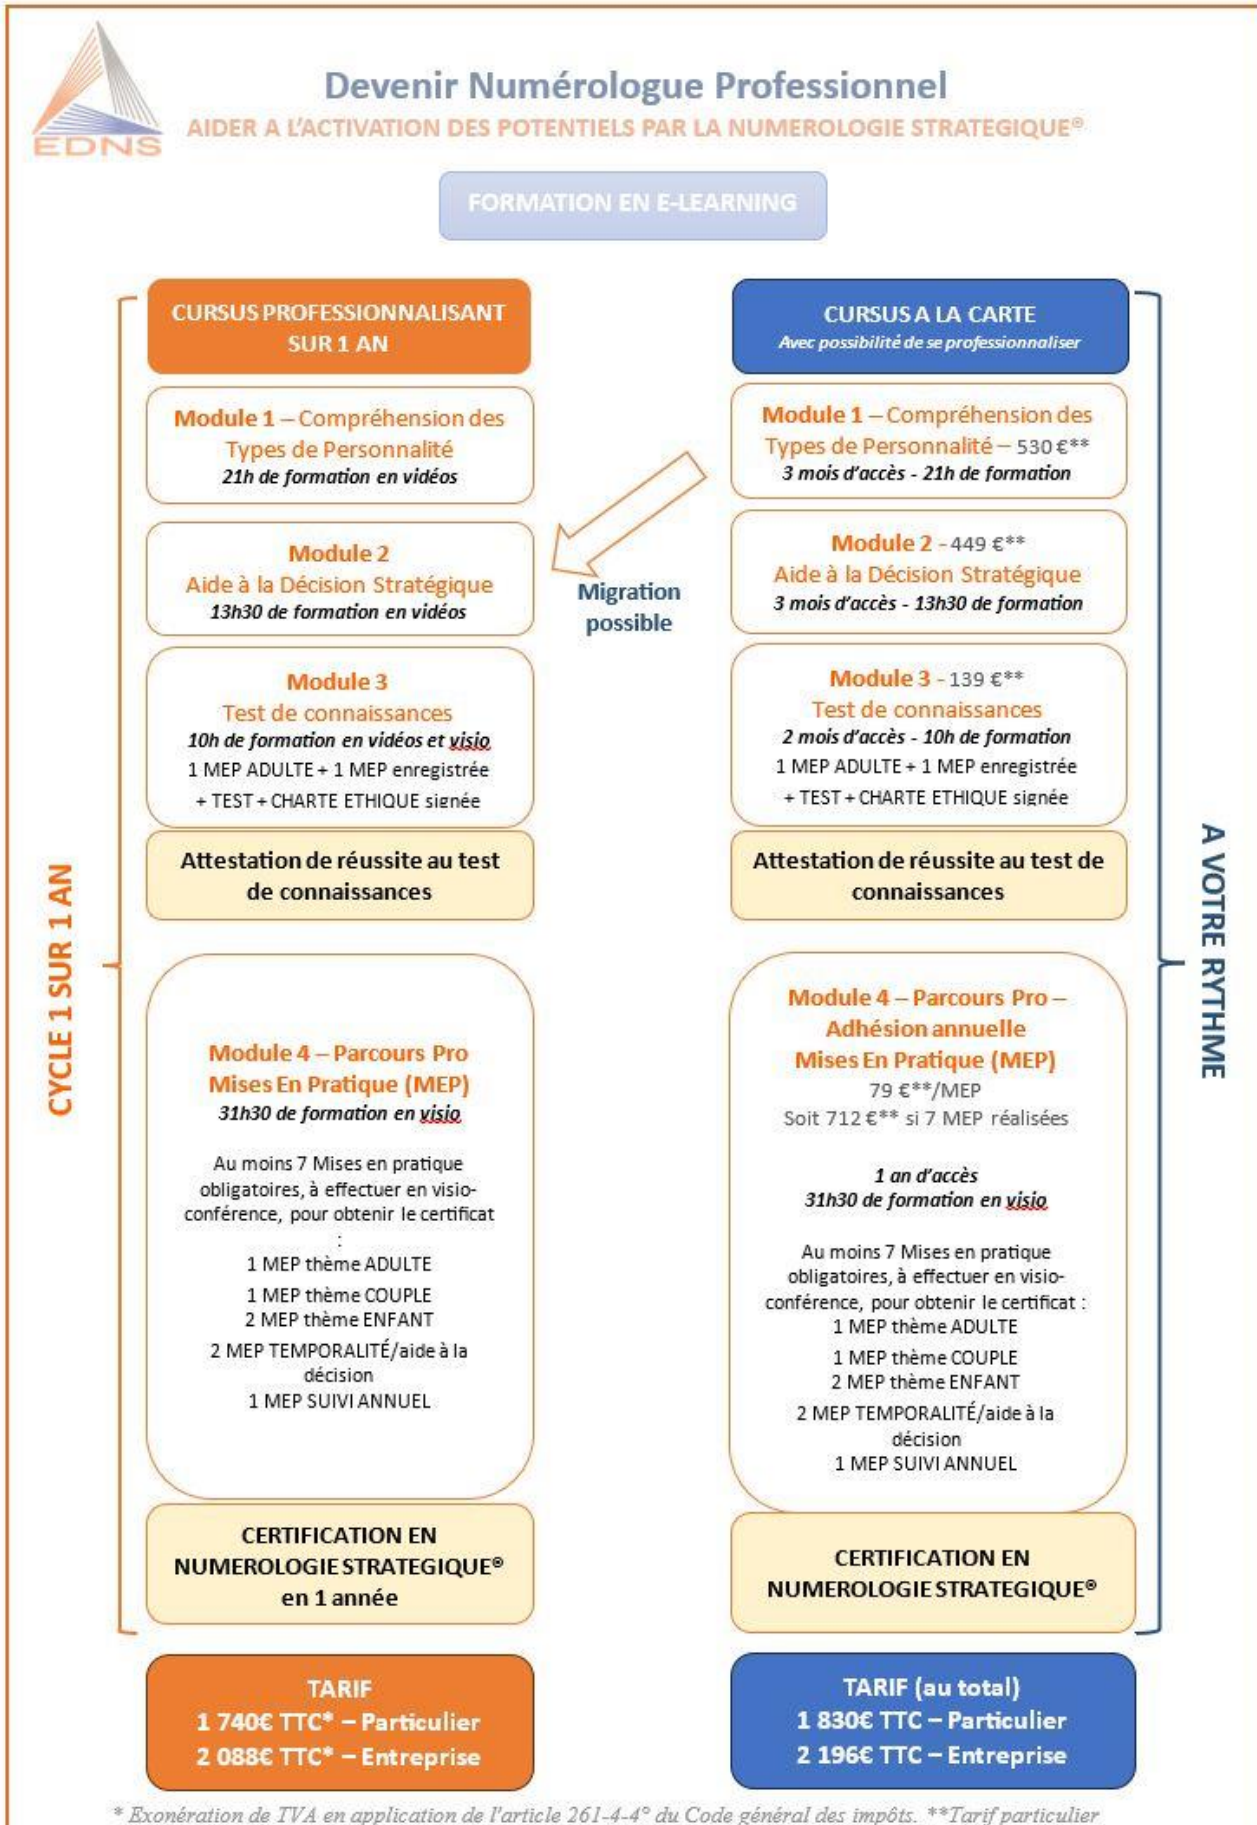 EDNS
Devenir Numérologue Professionnel
AIDER A L'ACTIVATION DES POTENTIELS PAR LA NUMEROLOGIE STRATEGIQUE®
FORMATION EN E-LEARNING
CYCLE 1 SUR 1 AN
CURSUS PROFESSIONNALISANT
SUR 1 AN
Module 1 – Compréhension des
Types de Personnalité
21h de formation en vidéos
Module 2
Aide à la Décision Stratégique
13h30 de formation en vidéos
Module 3
Test de connaissances
10h de formation en vidéos et visio
1 MEP ADULTE + 1 MEP enregistrée
+ TEST + CHARTE ETHIQUE signée
Attestation de réussite au test
de connaissances
Module 4 – Parcours Pro
Mises En Pratique (MEP)
31h30 de formation en visio
Au moins 7 Mises en pratique
obligatoires, à effectuer en visio-
conférence, pour obtenir le certificat
:
1 MEP thème ADULTE
1 MEP thème COUPLE
2 MEP thème ENFANT
2 MEP TEMPORALITÉ/aide à la
décision
1 MEP SUIVI ANNUEL
CERTIFICATION EN
NUMEROLOGIE STRATEGIQUE®
en 1 année
TARIF
1 740€ TTC* – Particulier
2 088€ TTC* – Entreprise
Migration
possible
CURSUS A LA CARTE
Avec possibilité de se professionnaliser
Module 1 – Compréhension des
Types de Personnalité – 530 €**
3 mois d'accès - 21h de formation
Module 2 - 449 €**
Aide à la Décision Stratégique
3 mois d'accès - 13h30 de formation
Module 3 - 139 €**
Test de connaissances
2 mois d'accès - 10h de formation
1 MEP ADULTE + 1 MEP enregistrée
+ TEST + CHARTE ETHIQUE signée
Attestation de réussite au test de
connaissances
Module 4 – Parcours Pro –
Adhésion annuelle
Mises En Pratique (MEP)
79 €**/MEP
Soit 712 €** si 7 MEP réalisées
1 an d'accès
31h30 de formation en visio
Au moins 7 Mises en pratique
obligatoires, à effectuer en visio-
conférence, pour obtenir le certificat :
1 MEP thème ADULTE
1 MEP thème COUPLE
2 MEP thème ENFANT
2 MEP TEMPORALITÉ/aide à la
décision
1 MEP SUIVI ANNUEL
CERTIFICATION EN
NUMEROLOGIE STRATEGIQUE®
TARIF (au total)
1 830€ TTC – Particulier
2 196€ TTC – Entreprise
A VOTRE RYTHME
* Exonération de TVA en application de l'article 261-4-4° du Code général des impôts. **Tarif particulier